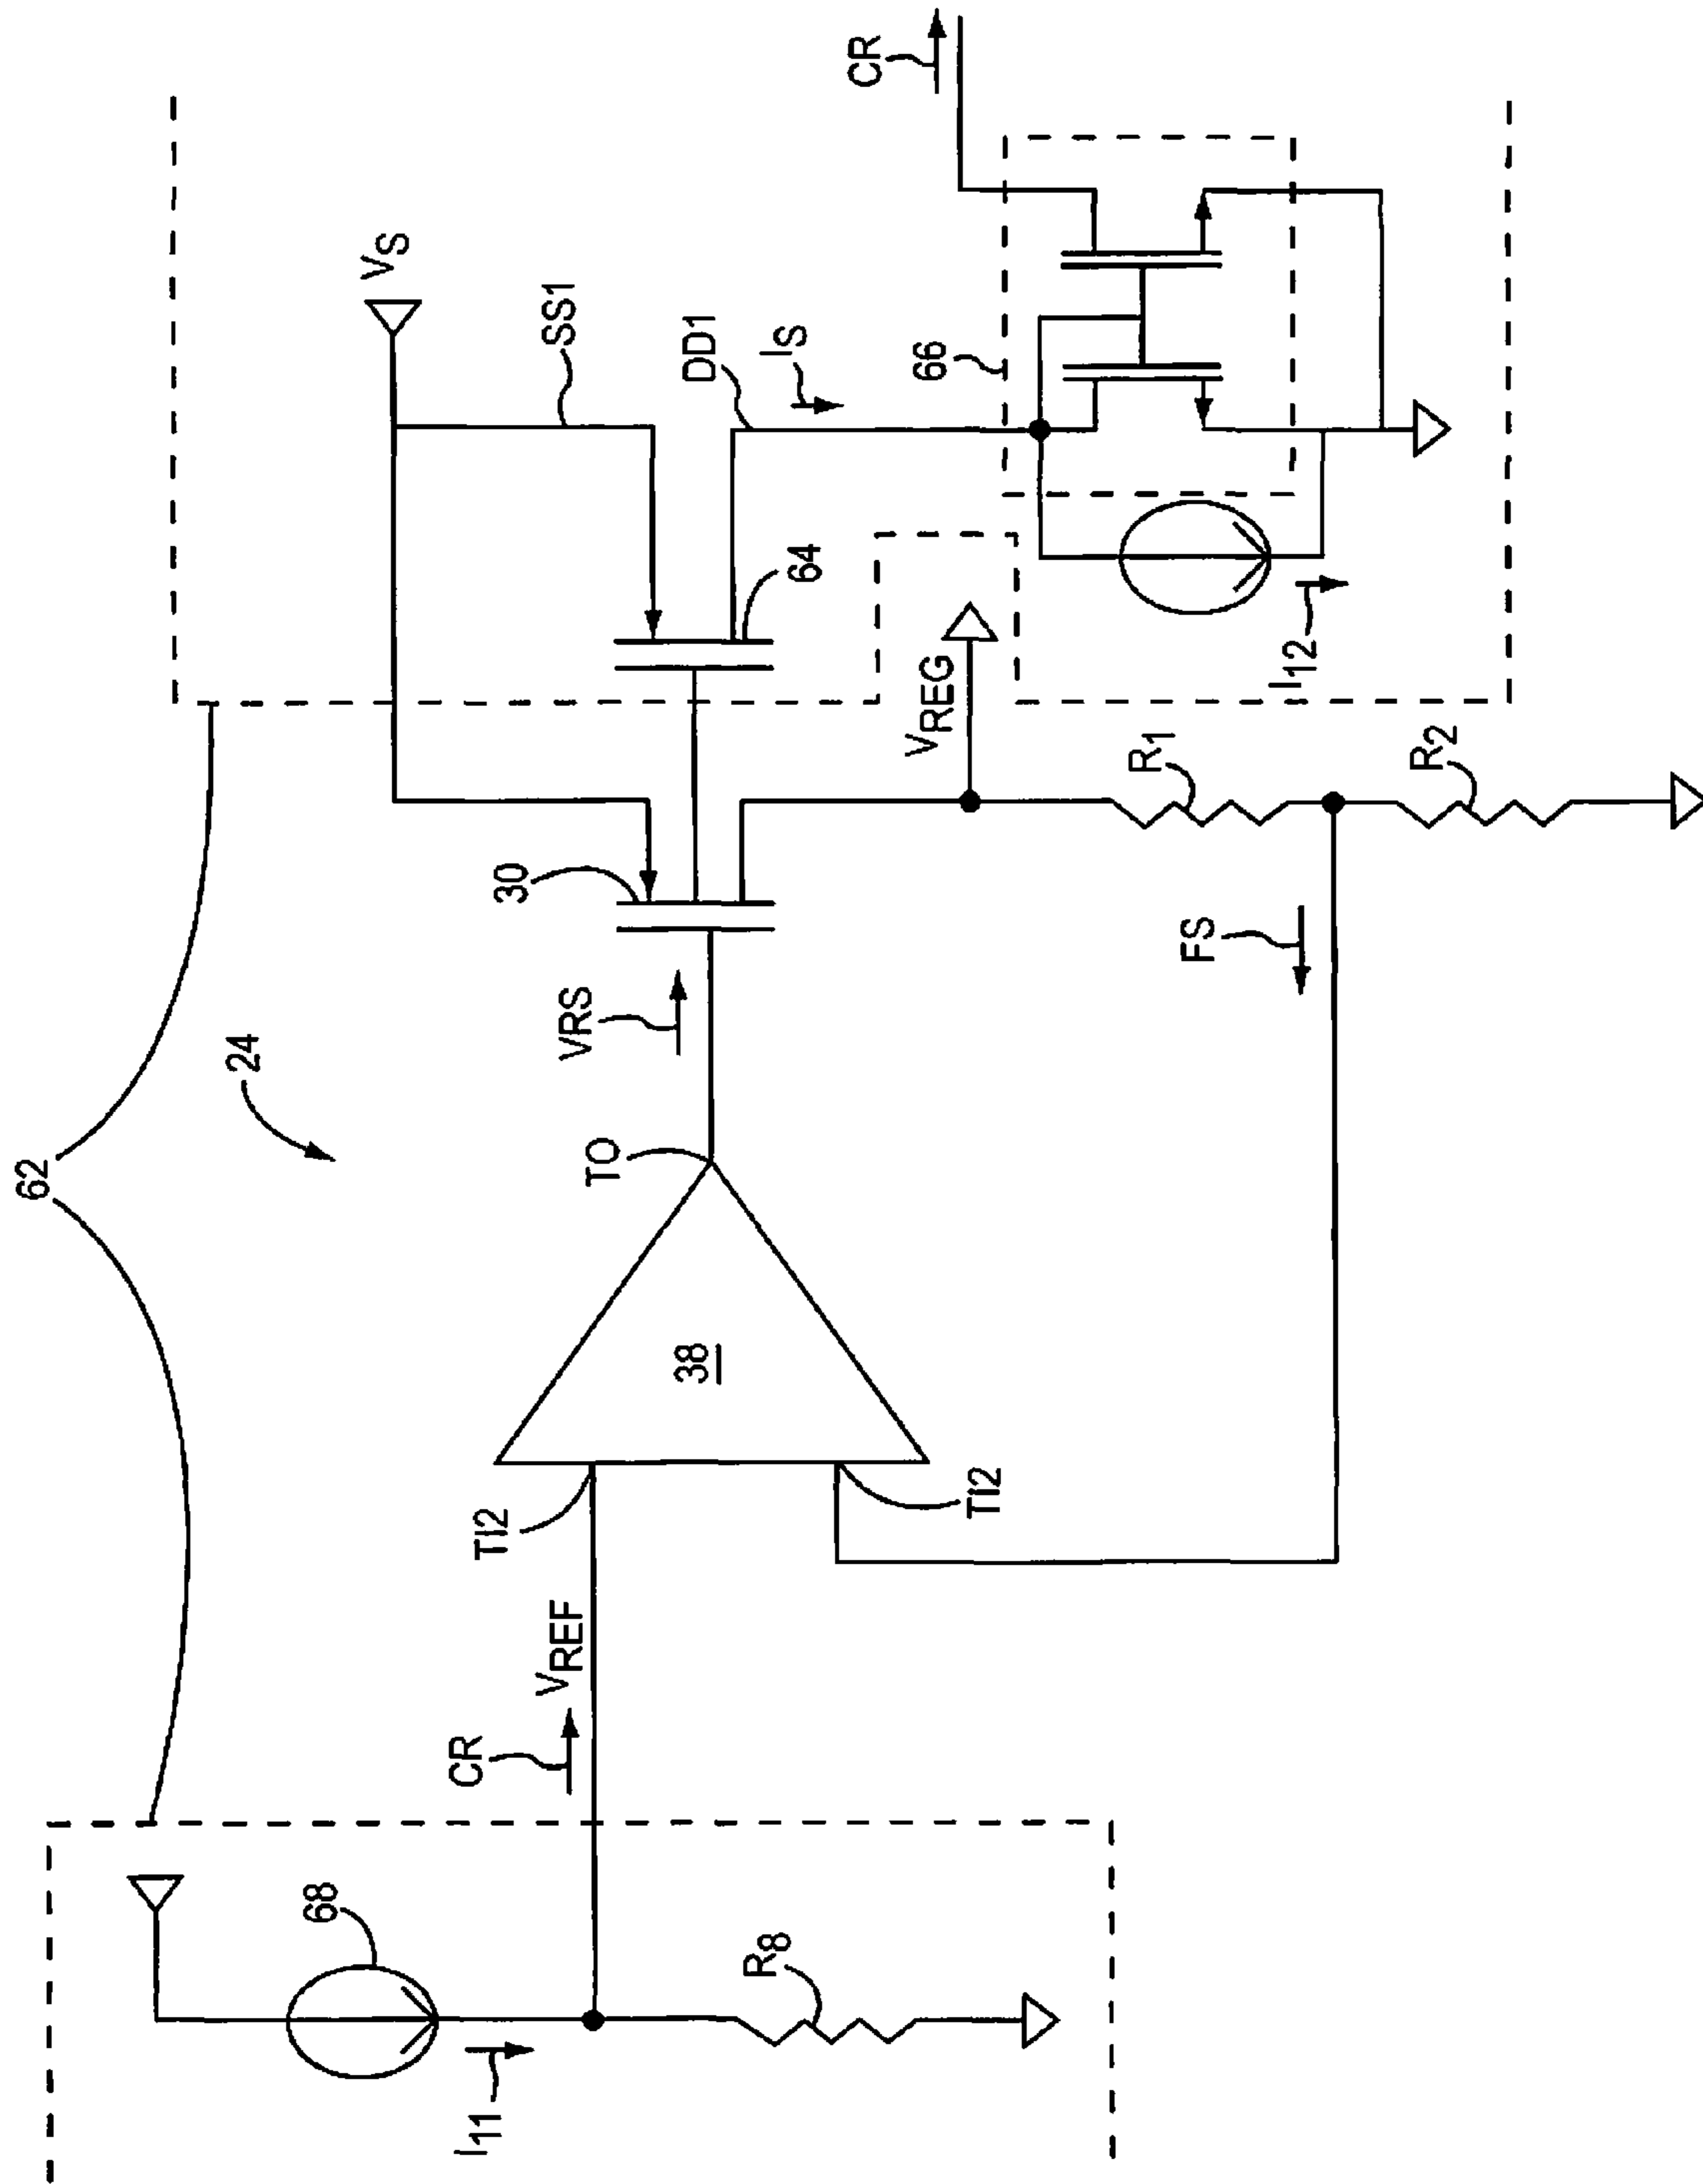 62
24
VS
SS1
DD1
IS
CR
66
64
30
VRS
TO
38
TI2
TI2
VREF
CR
VREG
I12
R1
R2
FS
68
I11
R8